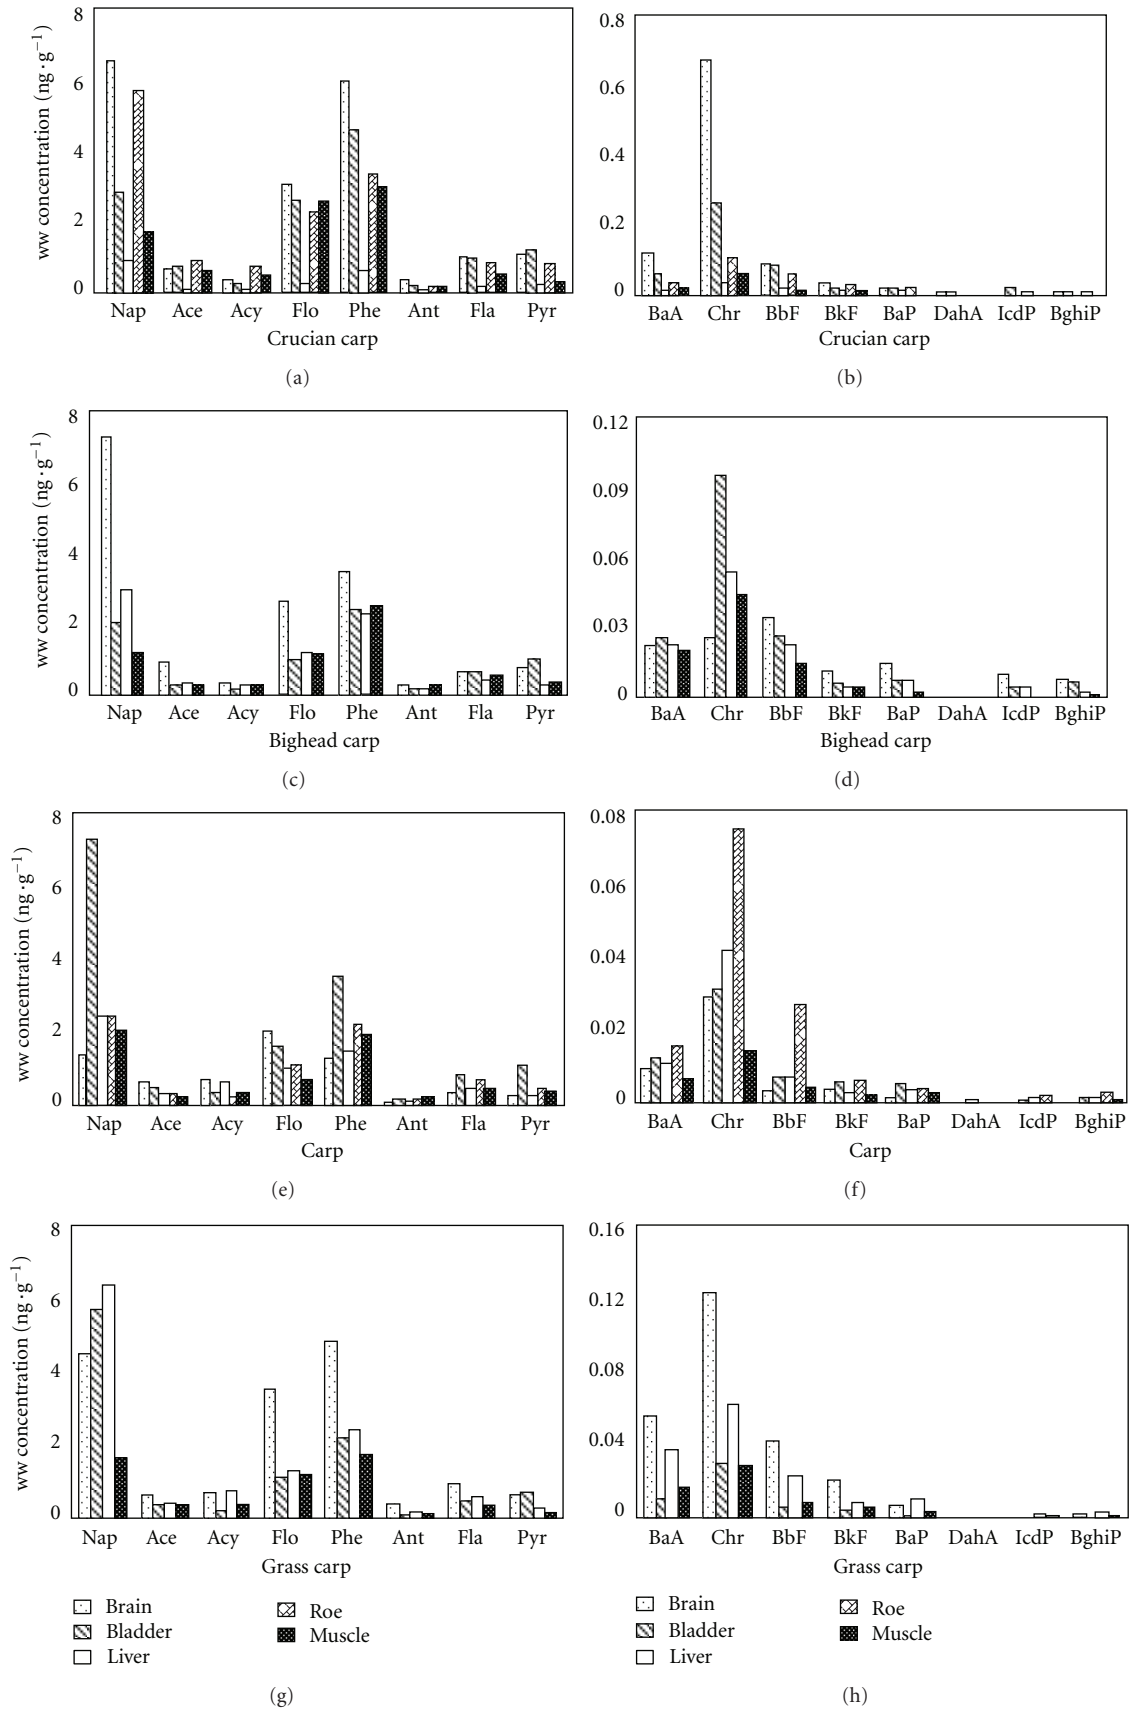 8
6
4
2
0
ww concentration (ng·g⁻¹)
Nap Ace Acy Flo Phe Ant Fla Pyr
Crucian carp
(a)
0.8
0.6
0.4
0.2
0
BaA Chr BbF BkF BaP DahA IcdP BghiP
Crucian carp
(b)
8
6
4
2
0
ww concentration (ng·g⁻¹)
Nap Ace Acy Flo Phe Ant Fla Pyr
Bighead carp
(c)
0.12
0.09
0.06
0.03
0
BaA Chr BbF BkF BaP DahA IcdP BghiP
Bighead carp
(d)
8
6
4
2
0
ww concentration (ng·g⁻¹)
Nap Ace Acy Flo Phe Ant Fla Pyr
Carp
(e)
0.08
0.06
0.04
0.02
0
BaA Chr BbF BkF BaP DahA IcdP BghiP
Carp
(f)
8
6
4
2
0
ww concentration (ng·g⁻¹)
Nap Ace Acy Flo Phe Ant Fla Pyr
Grass carp
Brain
Bladder
Liver
Roe
Muscle
(g)
0.16
0.12
0.08
0.04
0
BaA Chr BbF BkF BaP DahA IcdP BghiP
Grass carp
Brain
Bladder
Liver
Roe
Muscle
(h)